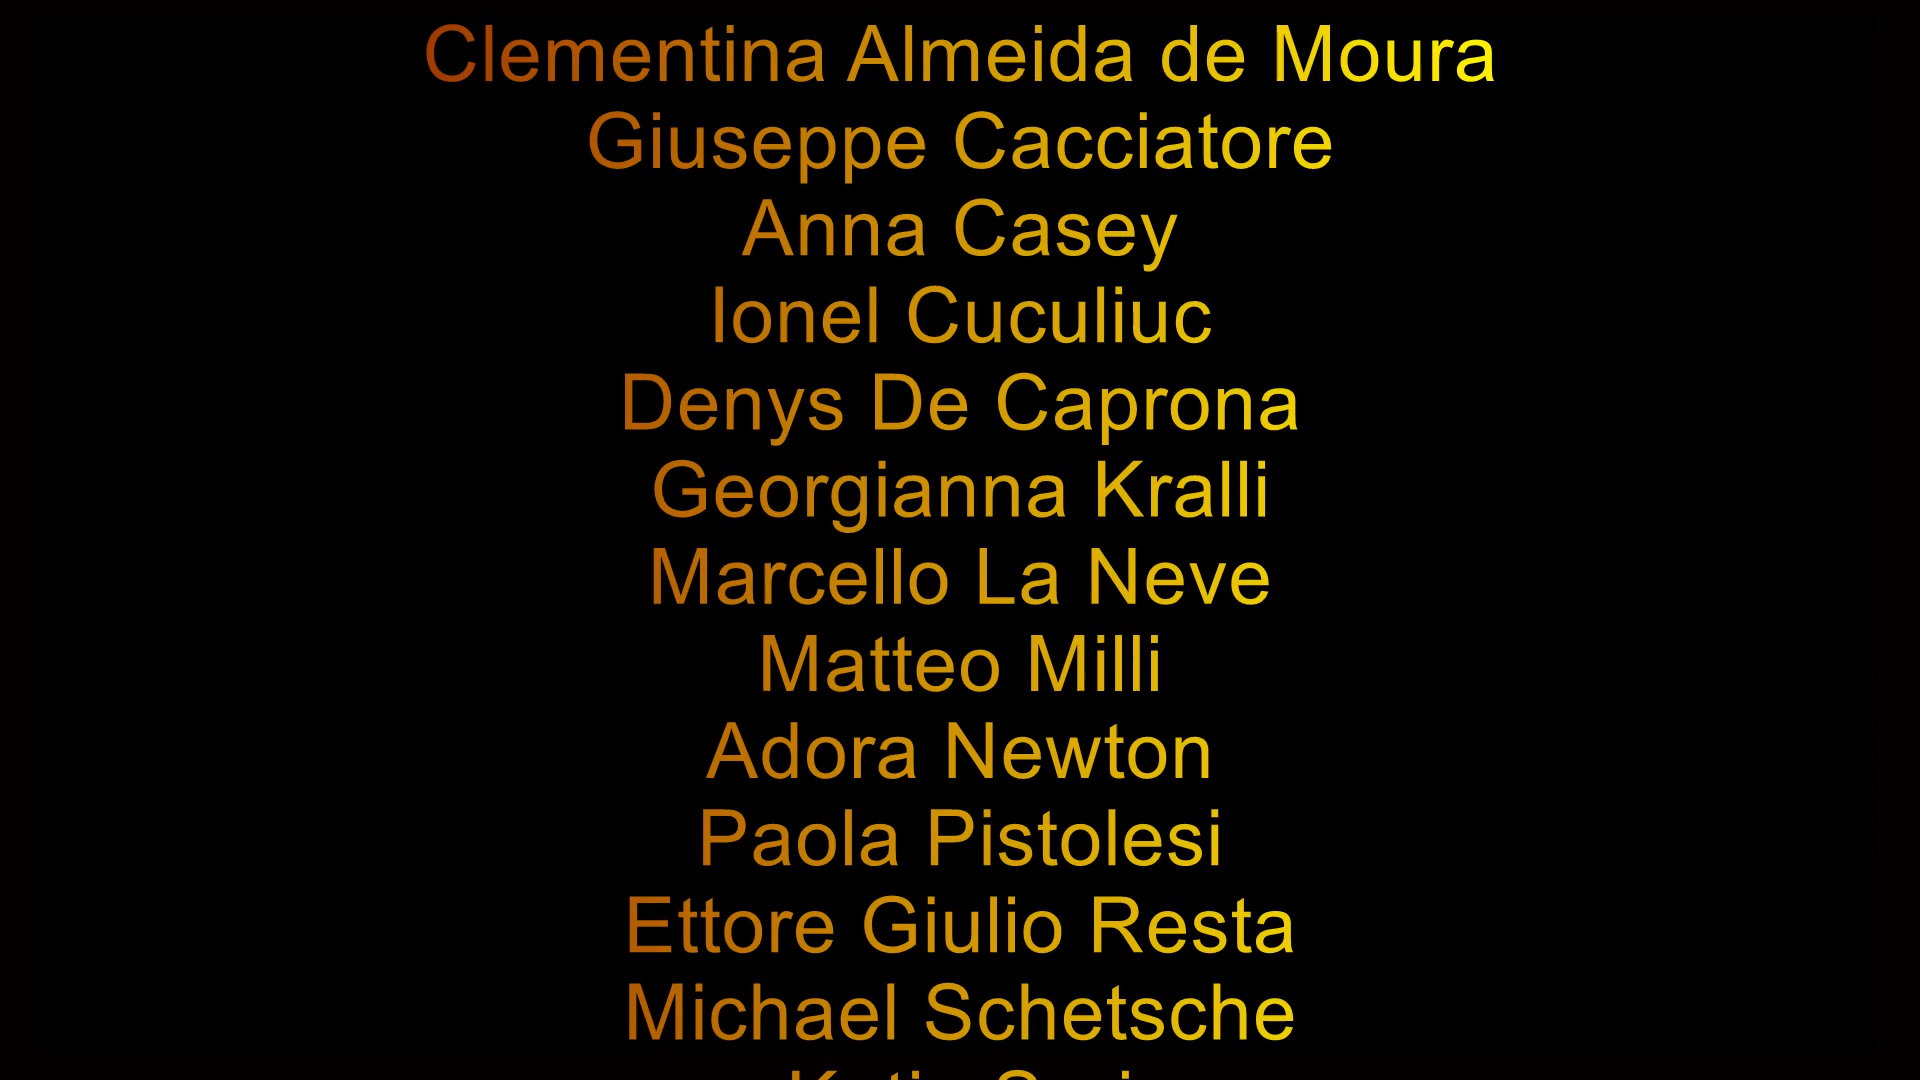 Clementina Almeida de Moura
Giuseppe Cacciatore
Anna Casey
Ionel Cuculiuc
Denys De Caprona
Georgianna Kralli
Marcello La Neve
Matteo Milli
Adora Newton
Paola Pistolesi
Ettore Giulio Resta
Michael Schetsche